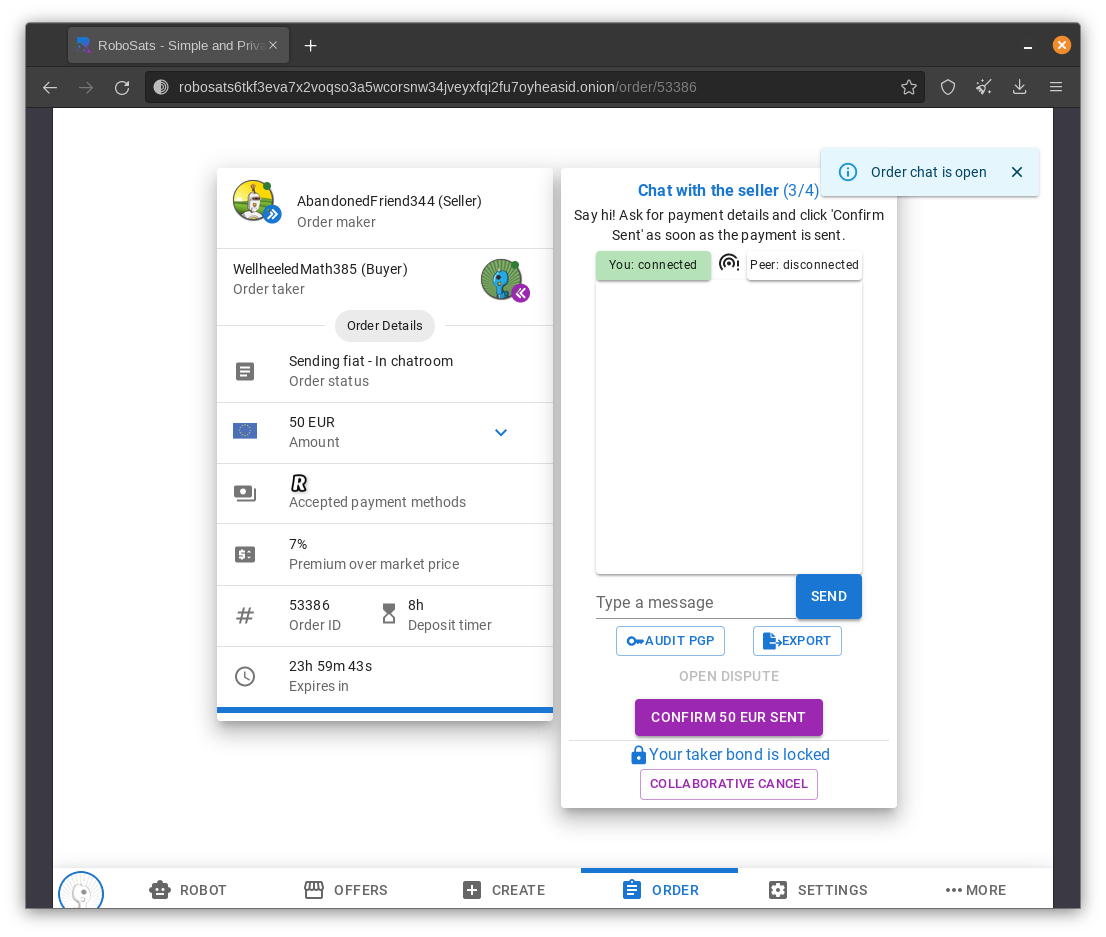 RoboSats - Simple and Priva
robosats6tkf3eva7x2voqso3a5wcorsnw34jveyxfqi2fu7oyheasid.onion/order/53386
Order chat is open
AbandonedFriend344 (Seller)
Order maker
WellheeledMath385 (Buyer)
Order taker
Order Details
Sending fiat - In chatroom
Order status
50 EUR
Amount
R
Accepted payment methods
7%
Premium over market price
53386
Order ID
8h
Deposit timer
23h 59m 43s
Expires in
Chat with the seller (3/4)
Say hi! Ask for payment details and click 'Confirm
Sent' as soon as the payment is sent.
You: connected
Peer: disconnected
Type a message
SEND
AUDIT PGP
EXPORT
OPEN DISPUTE
CONFIRM 50 EUR SENT
Your taker bond is locked
COLLABORATIVE CANCEL
ROBOT
OFFERS
CREATE
ORDER
SETTINGS
MORE